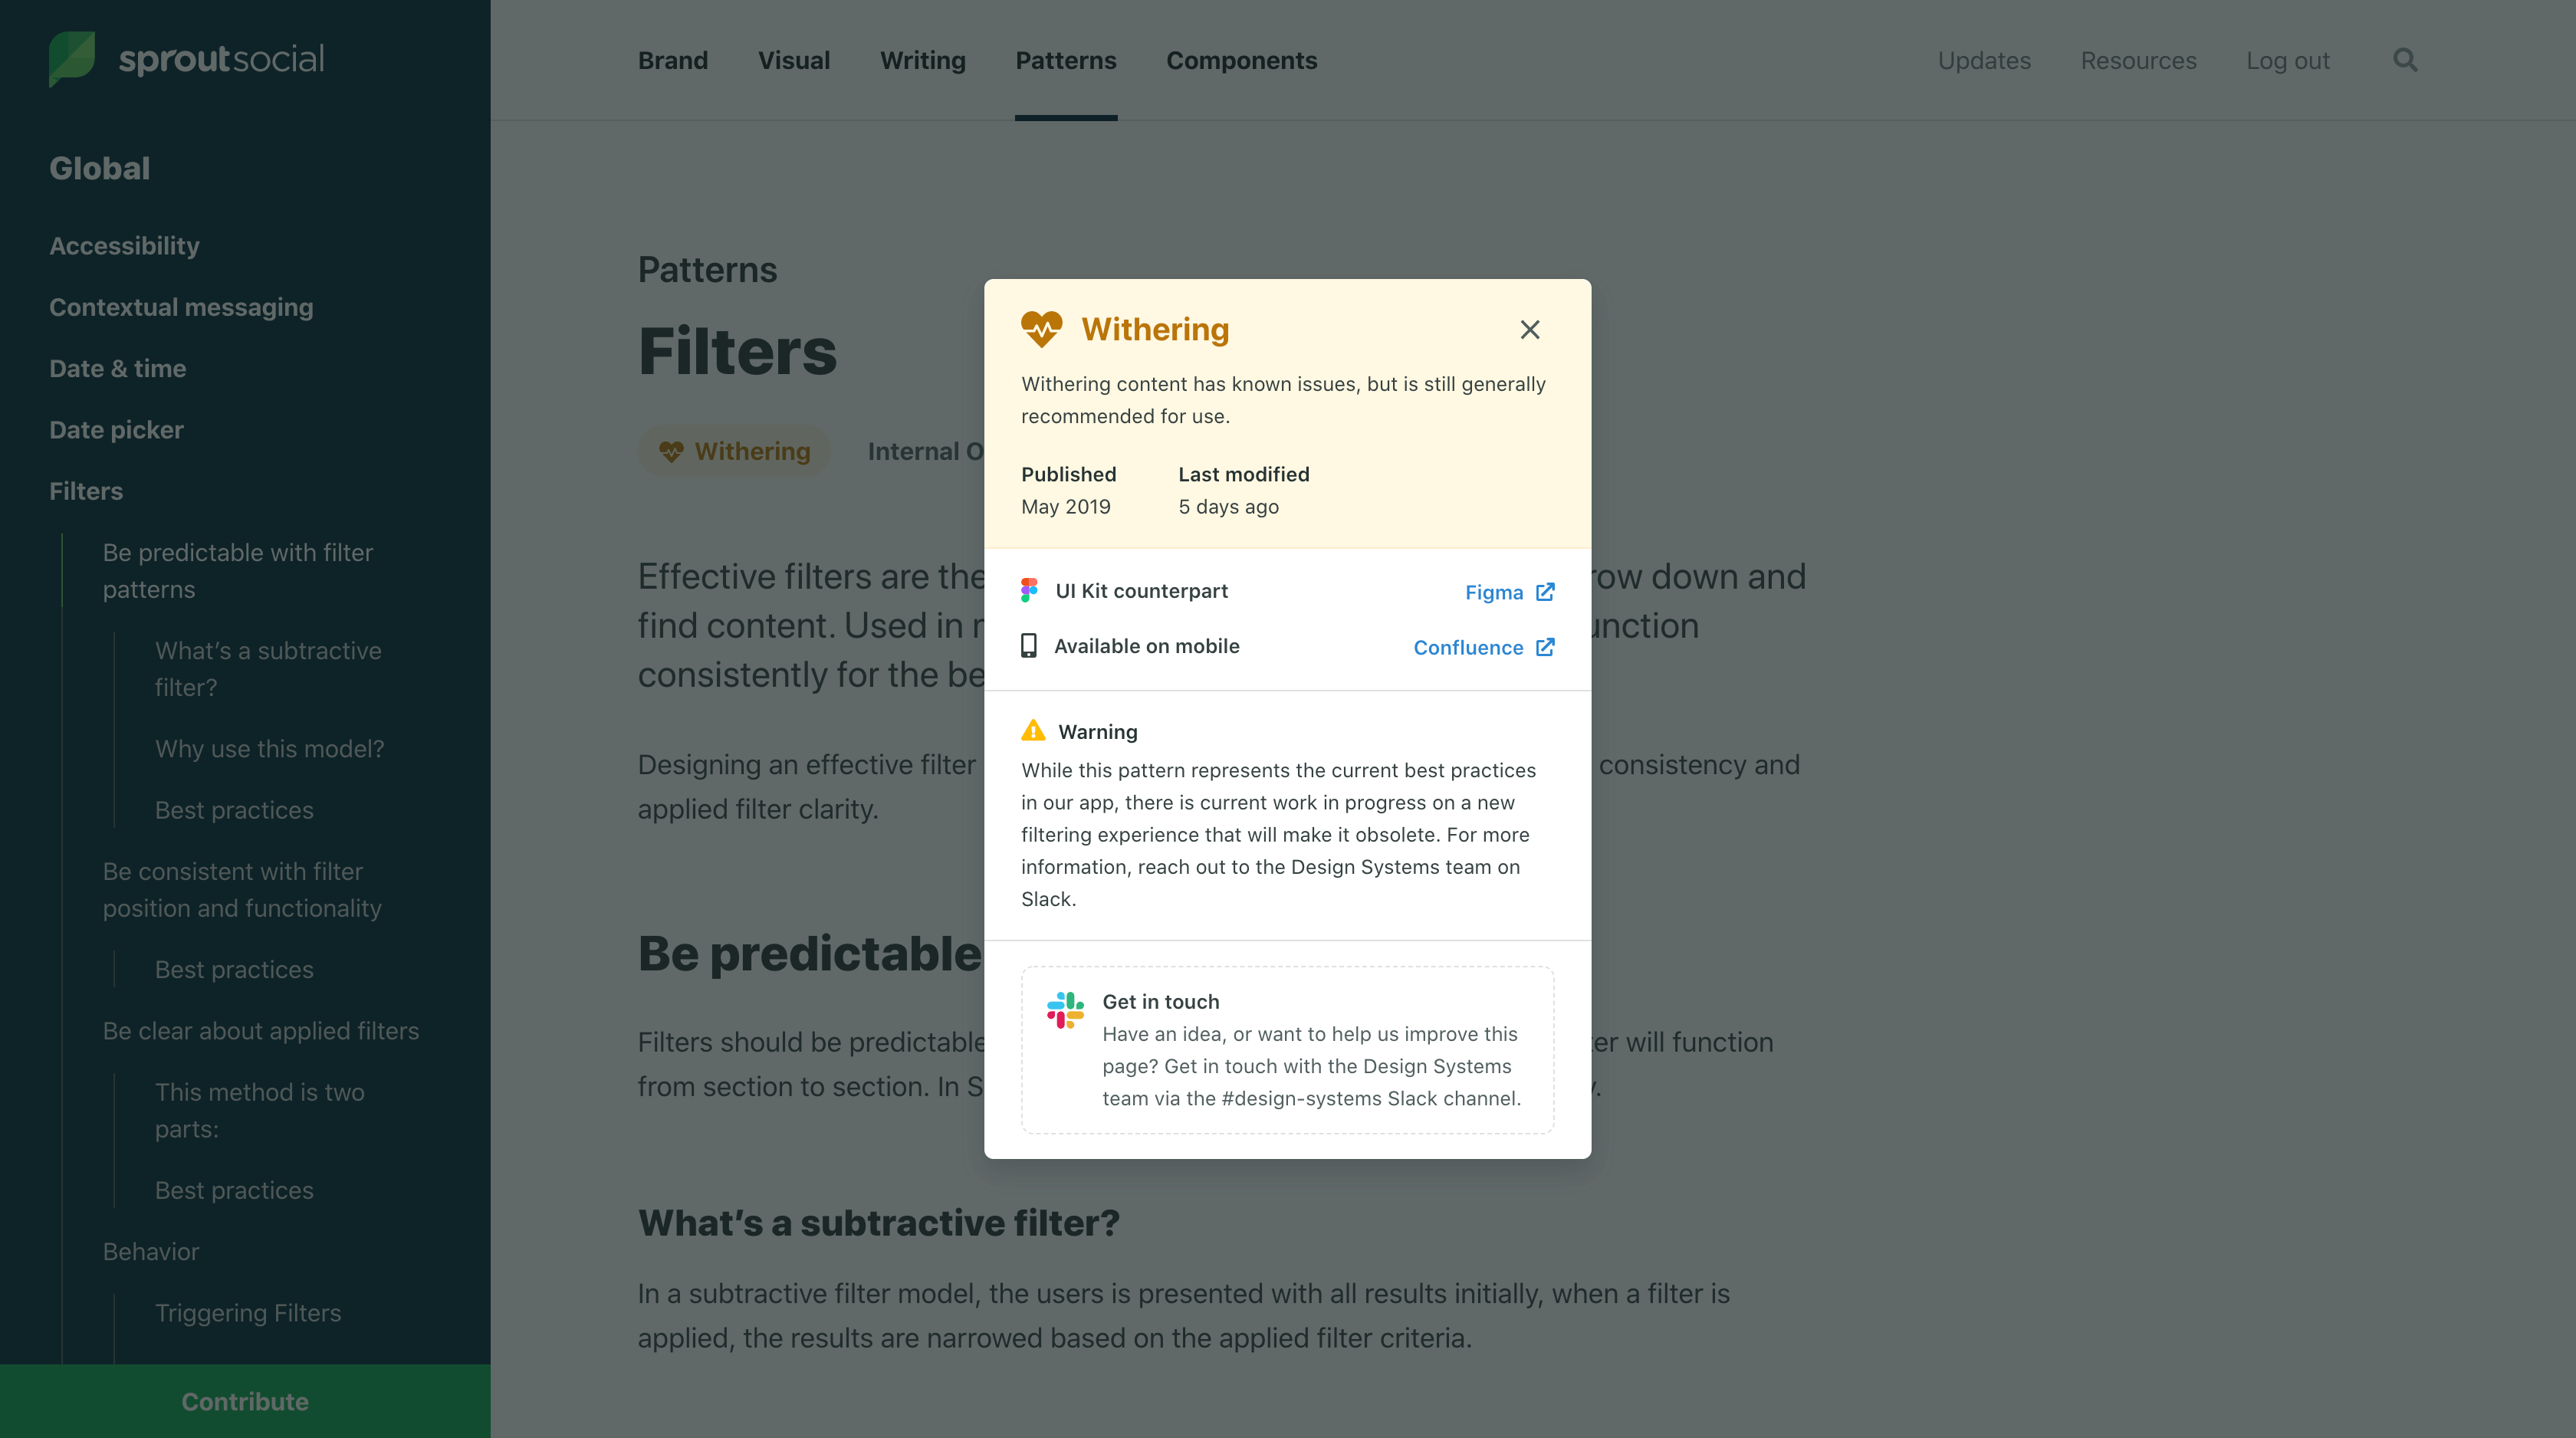 sproutsocial
Global
Accessibility
Contextual messaging
Date & time
Date picker
Filters
Be predictable with filter
patterns
What's a subtractive
filter?
Why use this model?
Best practices
Be consistent with filter
position and functionality
Best practices
Be clear about applied filters
This method is two
parts:
Best practices
Behavior
Triggering Filters
Contribute
Brand Visual Writing Patterns Components
Updates Resources Log out
Patterns
Filters
Withering Internal O
Effective filters are the
row down and
find content. Used in
unction
consistently for the be
Designing an effective filter
consistency and
applied filter clarity.
Be predictable
Filters should be predictable
er will function
from section to section. In S
What's a subtractive filter?
In a subtractive filter model, the users is presented with all results initially, when a filter is
applied, the results are narrowed based on the applied filter criteria.
Withering
Withering content has known issues, but is still generally
recommended for use.
Published Last modified
May 2019 5 days ago
UI Kit counterpart Figma
Available on mobile Confluence
Warning
While this pattern represents the current best practices
in our app, there is current work in progress on a new
filtering experience that will make it obsolete. For more
information, reach out to the Design Systems team on
Slack.
Get in touch
Have an idea, or want to help us improve this
page? Get in touch with the Design Systems
team via the #design-systems Slack channel.